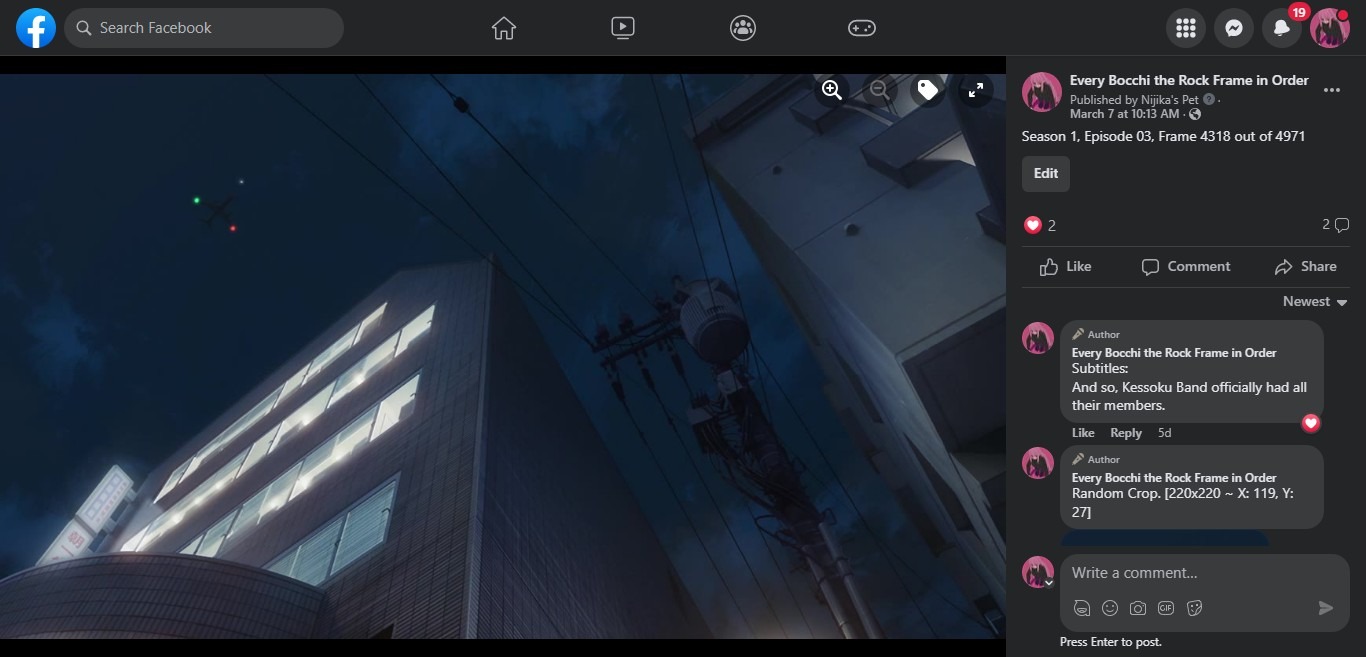 Search Facebook
19
Every Bocchi the Rock Frame in Order
Published by Nijika's Pet ·
March 7 at 10:13 AM ·
Season 1, Episode 03, Frame 4318 out of 4971
Edit
2
2
Like Comment Share
Newest
Author
Every Bocchi the Rock Frame in Order
Subtitles:
And so, Kessoku Band officially had all
their members.
Like Reply 5d
Author
Every Bocchi the Rock Frame in Order
Random Crop. [220x220 ~ X: 119, Y:
27]
Write a comment...
GIF
Press Enter to post.